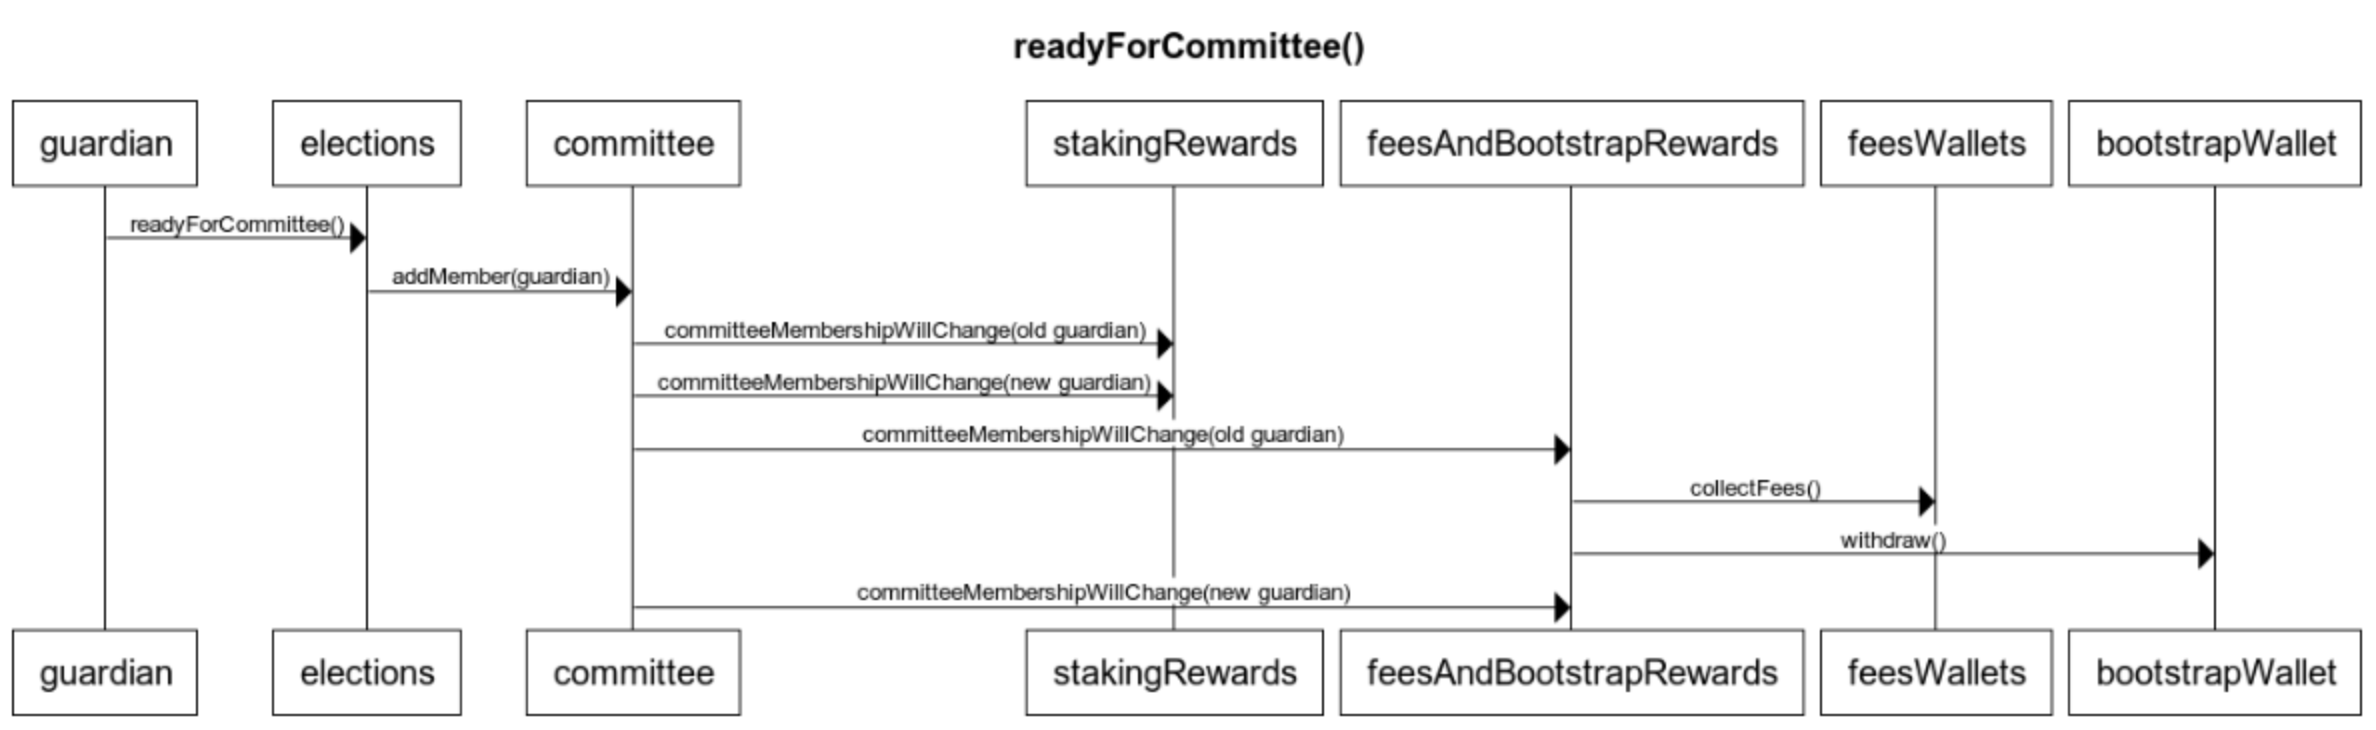 readyForCommittee()
guardian elections committee stakingRewards feesAndBootstrapRewards feesWallets bootstrapWallet
readyForCommittee()
addMember(guardian)
committeeMembershipWillChange(old guardian)
committeeMembershipWillChange(new guardian)
committeeMembershipWillChange(old guardian)
collectFees()
withdraw()
committeeMembershipWillChange(new guardian)
guardian elections committee stakingRewards feesAndBootstrapRewards feesWallets bootstrapWallet